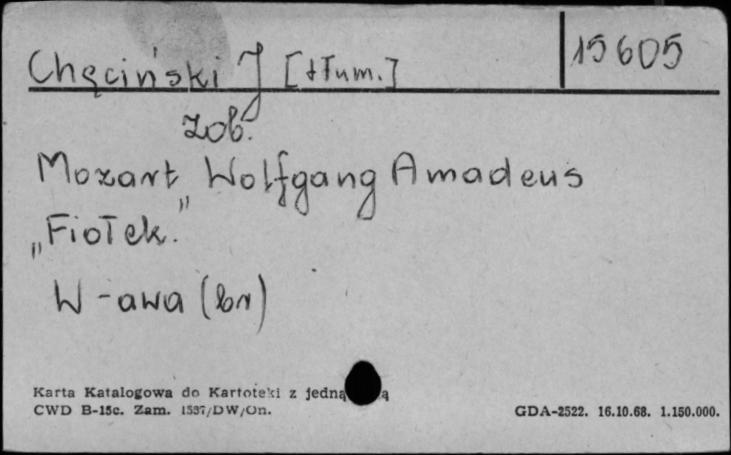 Chęciński J [tłum.] 15605
zob.
Mozart Wolfgang Amadeus
„Fiołek."
W-awa (br)
Karta Katalogowa do Kartoteki z jedną
CWD B-15c. Zam. 1537/DW/On. GDA-2522. 16.10.68. 1.150.000.